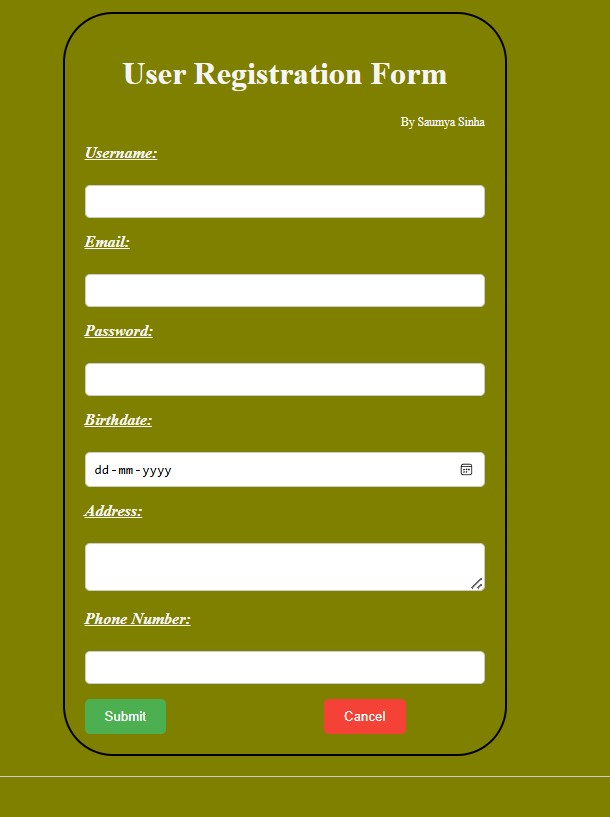 User Registration Form
By Saumya Sinha
Username:
Email:
Password:
Birthdate:
dd-mm-yyyy
Address:
Phone Number:
Submit Cancel